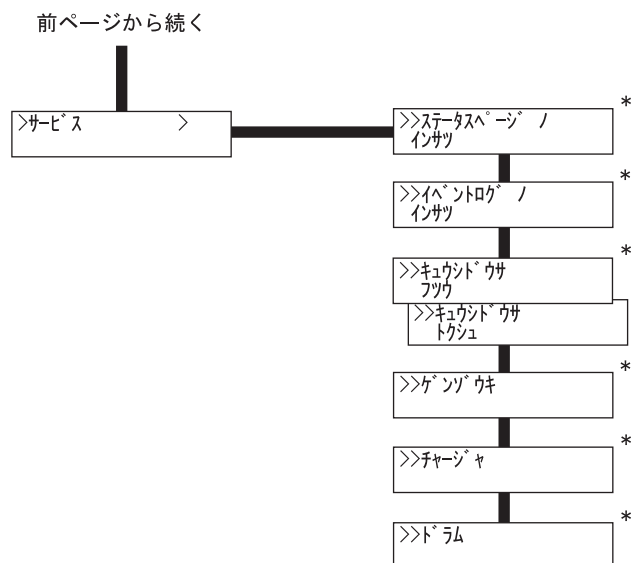 前ページから続く
>ｻｰﾋﾞｽ >
*
>>ｽﾃｰﾀｽﾍﾟｰｼﾞ ﾉ
ｲﾝｻﾂ
*
>>ｲﾍﾞﾝﾄﾛｸﾞ ﾉ
ｲﾝｻﾂ
*
>>ｷｭｳｼﾄﾞｳｻ
ﾌﾂｳ
>>ｷｭｳｼﾄﾞｳｻ
ﾄｸｼｭ
*
>>ｹﾞﾝｿﾞｳｷ
*
>>ﾁｬｰｼﾞｬ
*
>>ﾄﾞﾗﾑ